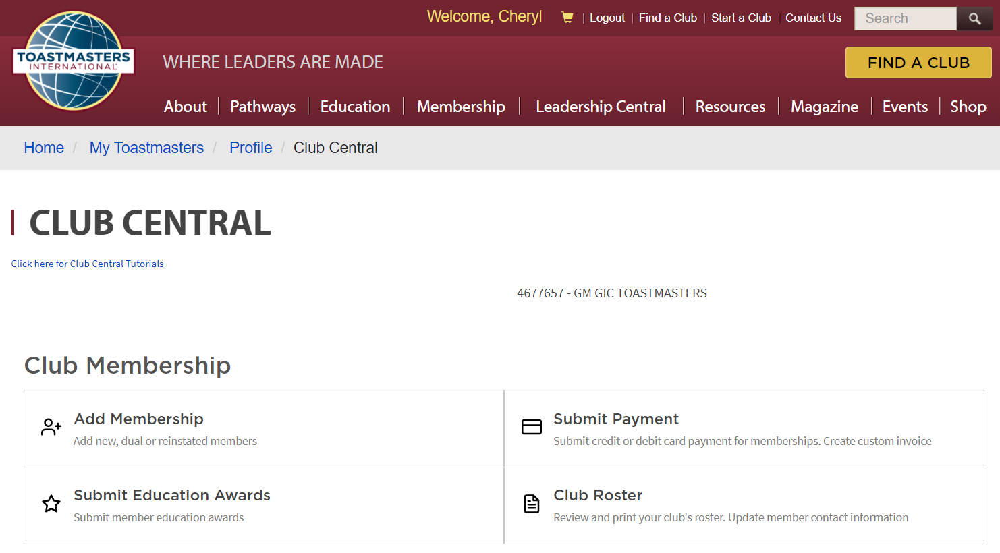 Welcome, Cheryl | Logout | Find a Club | Start a Club | Contact Us Search
TOASTMASTERS
INTERNATIONAL
WHERE LEADERS ARE MADE
FIND A CLUB
About | Pathways | Education | Membership | Leadership Central | Resources | Magazine | Events | Shop
Home / My Toastmasters / Profile / Club Central
CLUB CENTRAL
Click here for Club Central Tutorials
4677657 - GM GIC TOASTMASTERS
Club Membership
Add Membership
Add new, dual or reinstated members
Submit Payment
Submit credit or debit card payment for memberships. Create custom invoice
Submit Education Awards
Submit member education awards
Club Roster
Review and print your club's roster. Update member contact information